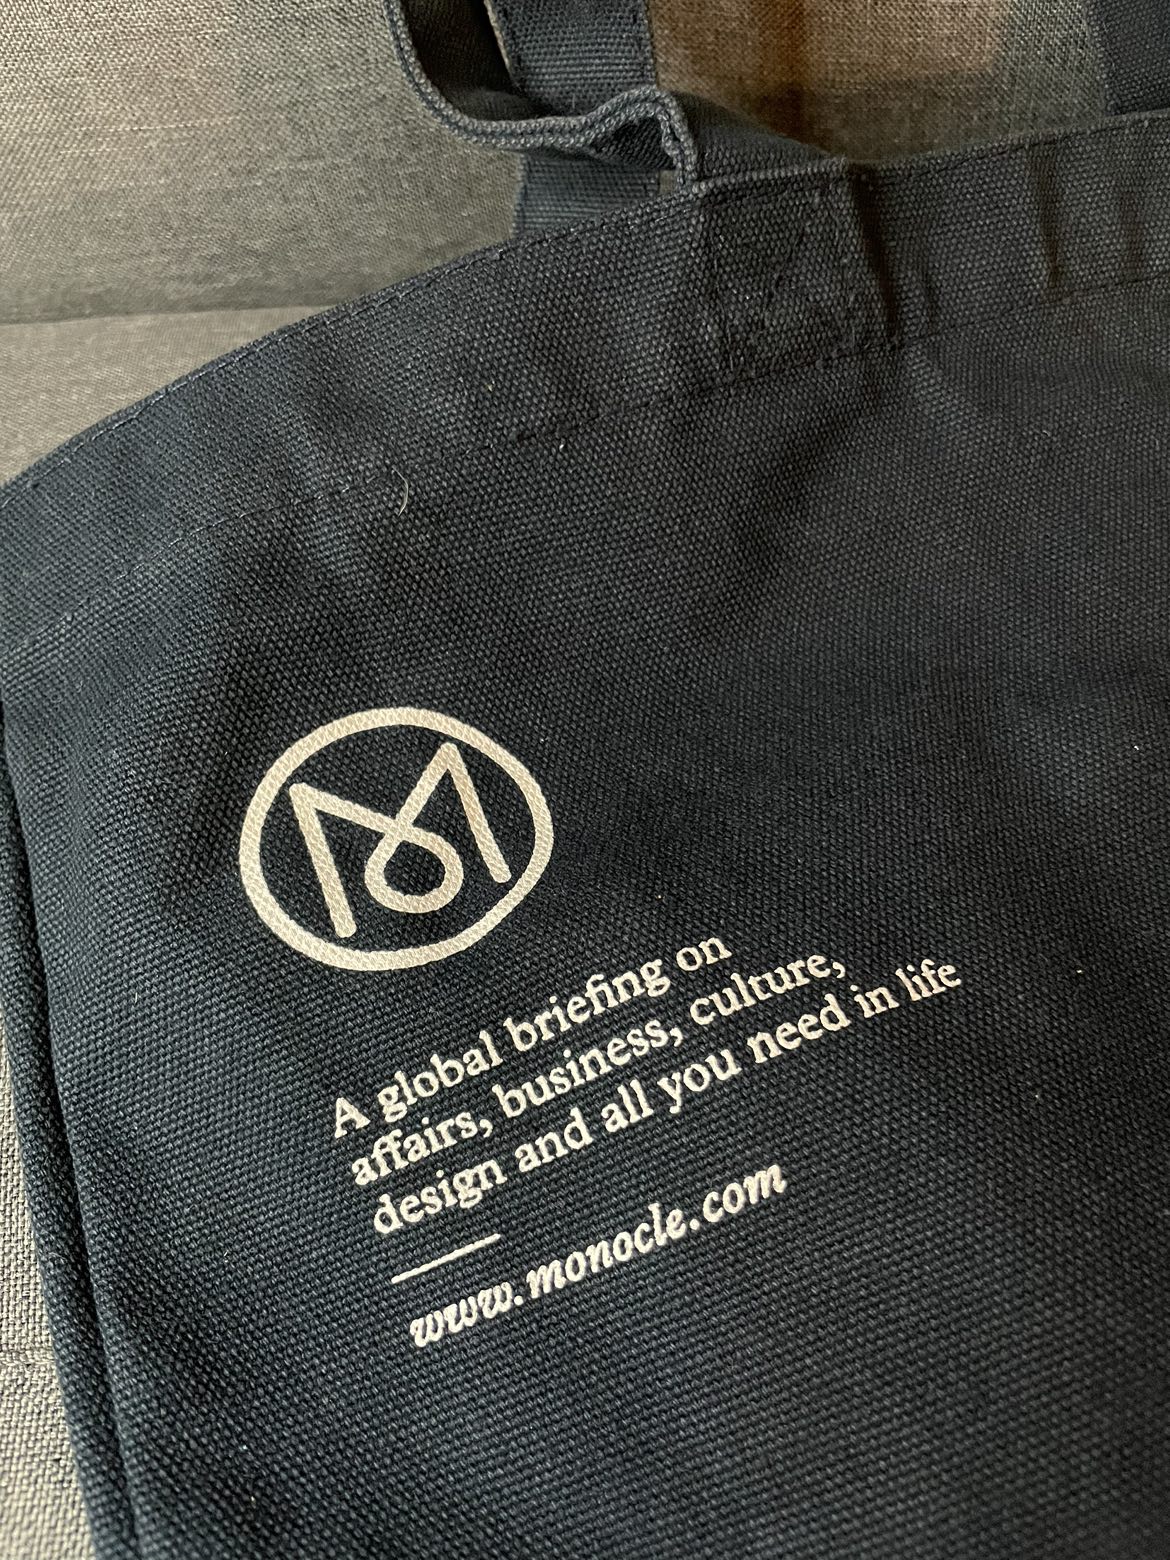 M
A global briefing on
affairs, business, culture,
design and all you need in life
www.monocle.com